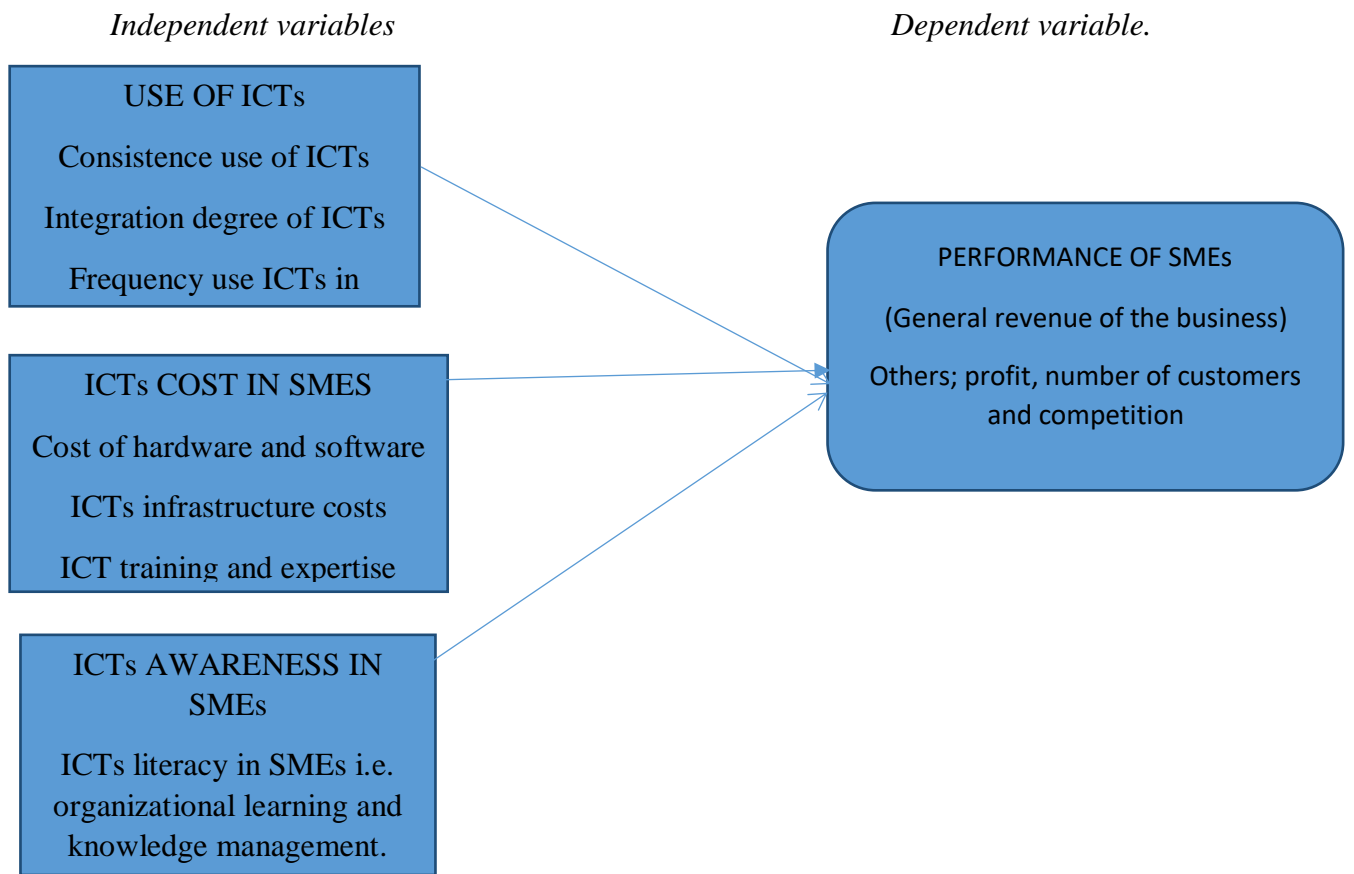 Independent variables
Dependent variable.
USE OF ICTs
Consistence use of ICTs
Integration degree of ICTs
Frequency use ICTs in
ICTs COST IN SMES
Cost of hardware and software
ICTs infrastructure costs
ICT training and expertise
ICTs AWARENESS IN
SMEs
ICTs literacy in SMEs i.e.
organizational learning and
knowledge management.
PERFORMANCE OF SMEs
(General revenue of the business)
Others; profit, number of customers
and competition